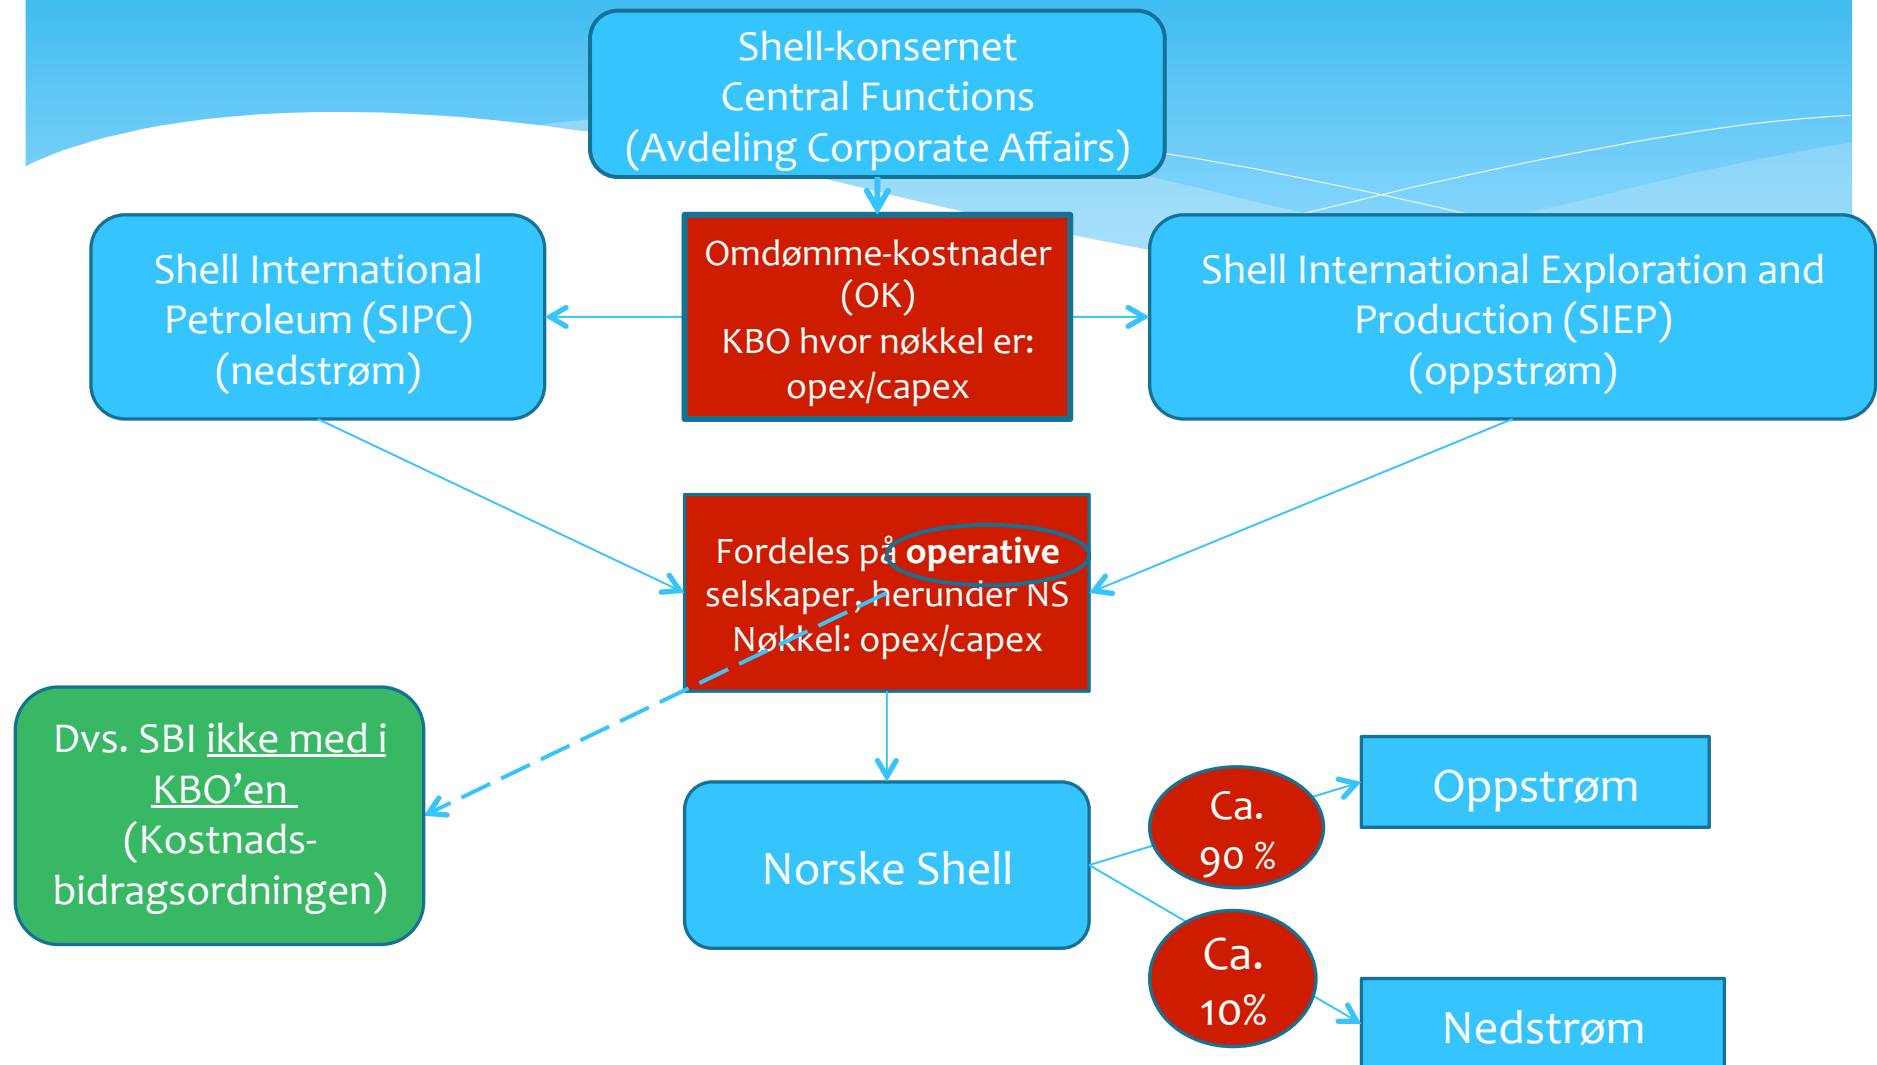 Shell-konsernet
Central Functions
(Avdeling Corporate Affairs)
Shell International
Petroleum (SIPC)
(nedstrøm)
Omdømme-kostnader
(OK)
KBO hvor nøkkel er:
opex/capex
Shell International Exploration and
Production (SIEP)
(oppstrøm)
Fordeles på operative
selskaper, herunder NS
Nøkkel: opex/capex
Dvs. SBI ikke med i
KBO’en
(Kostnads-
bidragsordningen)
Norske Shell
Ca.
90 %
Oppstrøm
Ca.
10%
Nedstrøm